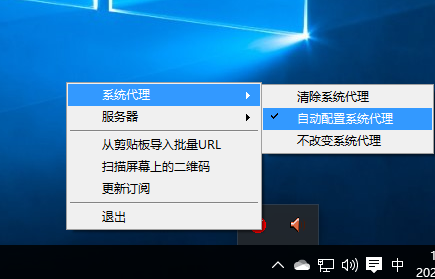 系统代理
服务器
从剪贴板导入批量URL
扫描屏幕上的二维码
更新订阅
退出
清除系统代理
自动配置系统代理
不改变系统代理
中